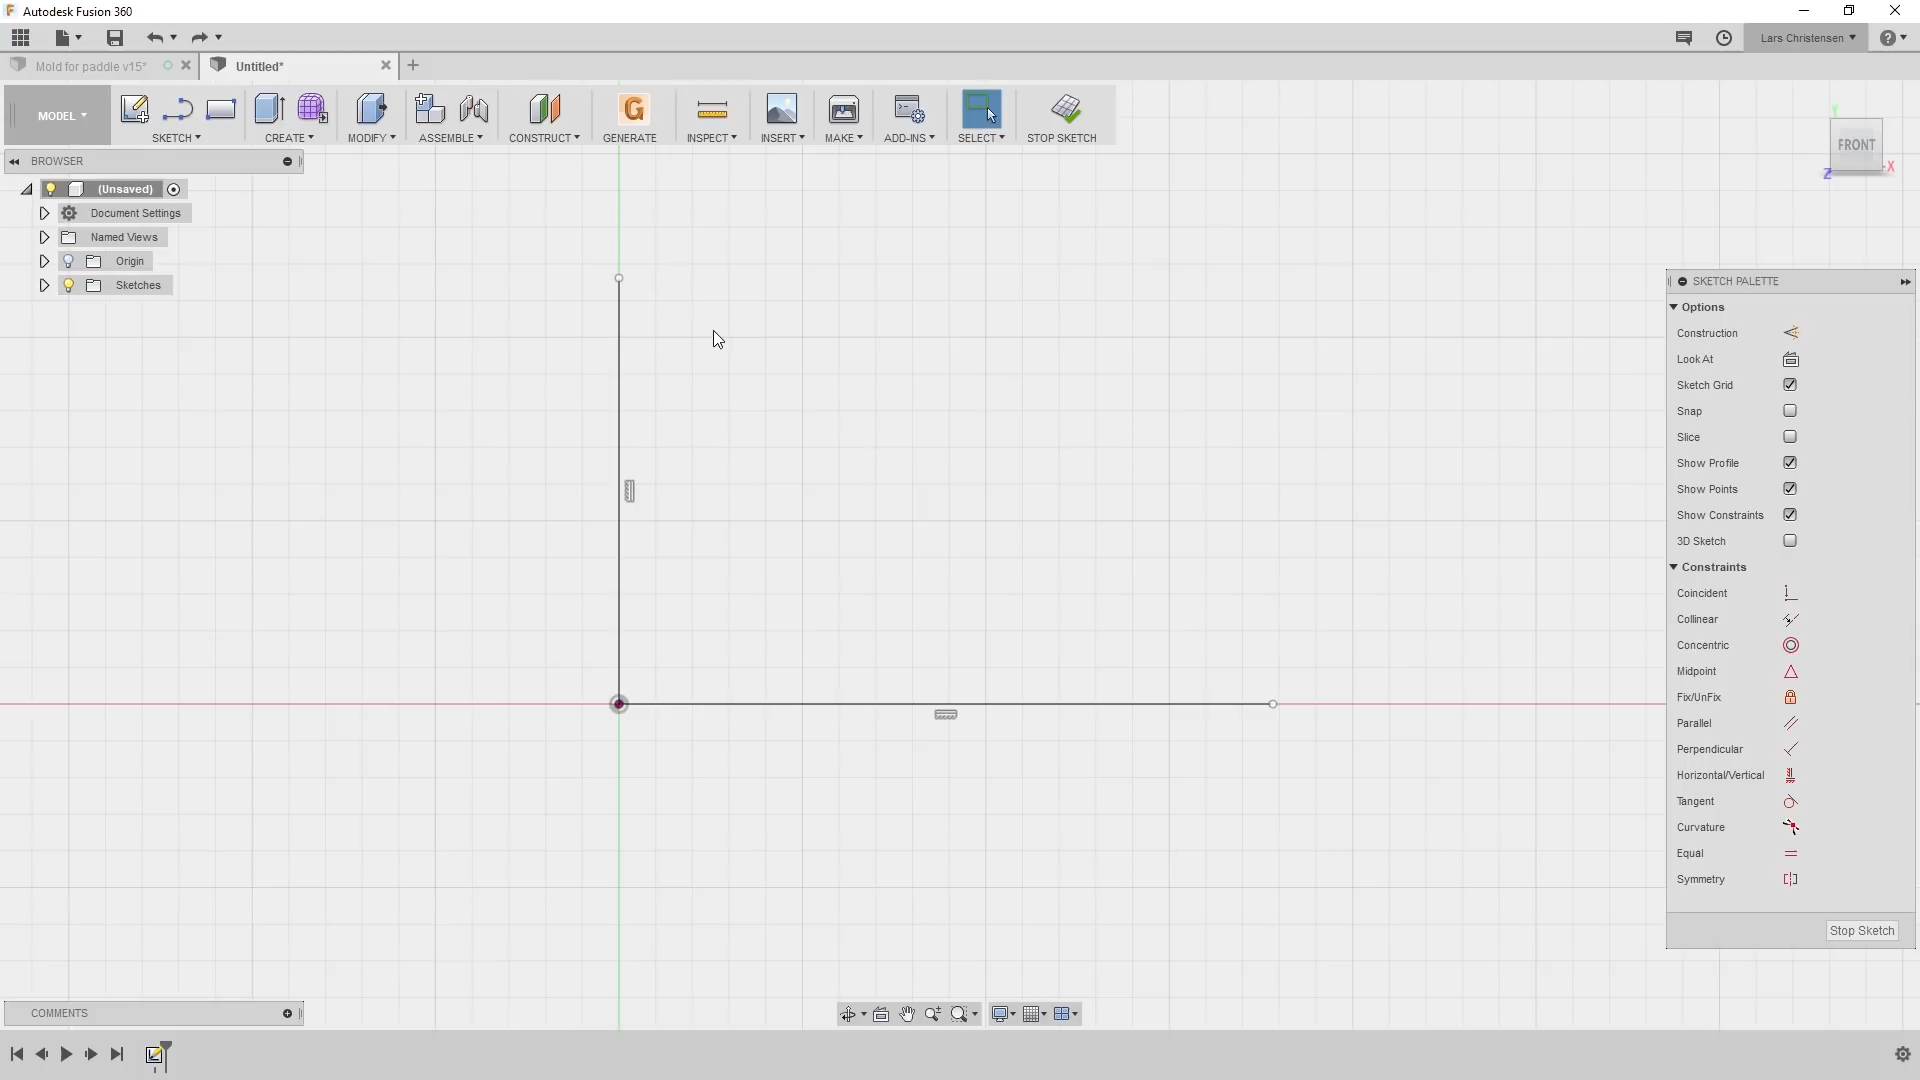 Autodesk Fusion 360
Lars Christensen
Mold for paddle v15*
Untitled*
MODEL
SKETCH
CREATE
MODIFY
ASSEMBLE
CONSTRUCT
GENERATE
INSPECT
INSERT
MAKE
ADD-INS
SELECT
STOP SKETCH
BROWSER
(Unsaved)
Document Settings
Named Views
Origin
Sketches
Y
FRONT
X
Z
SKETCH PALETTE
Options
Construction
Look At
Sketch Grid
Snap
Slice
Show Profile
Show Points
Show Constraints
3D Sketch
Constraints
Coincident
Collinear
Concentric
Midpoint
Fix/UnFix
Parallel
Perpendicular
Horizontal/Vertical
Tangent
Curvature
Equal
Symmetry
Stop Sketch
COMMENTS